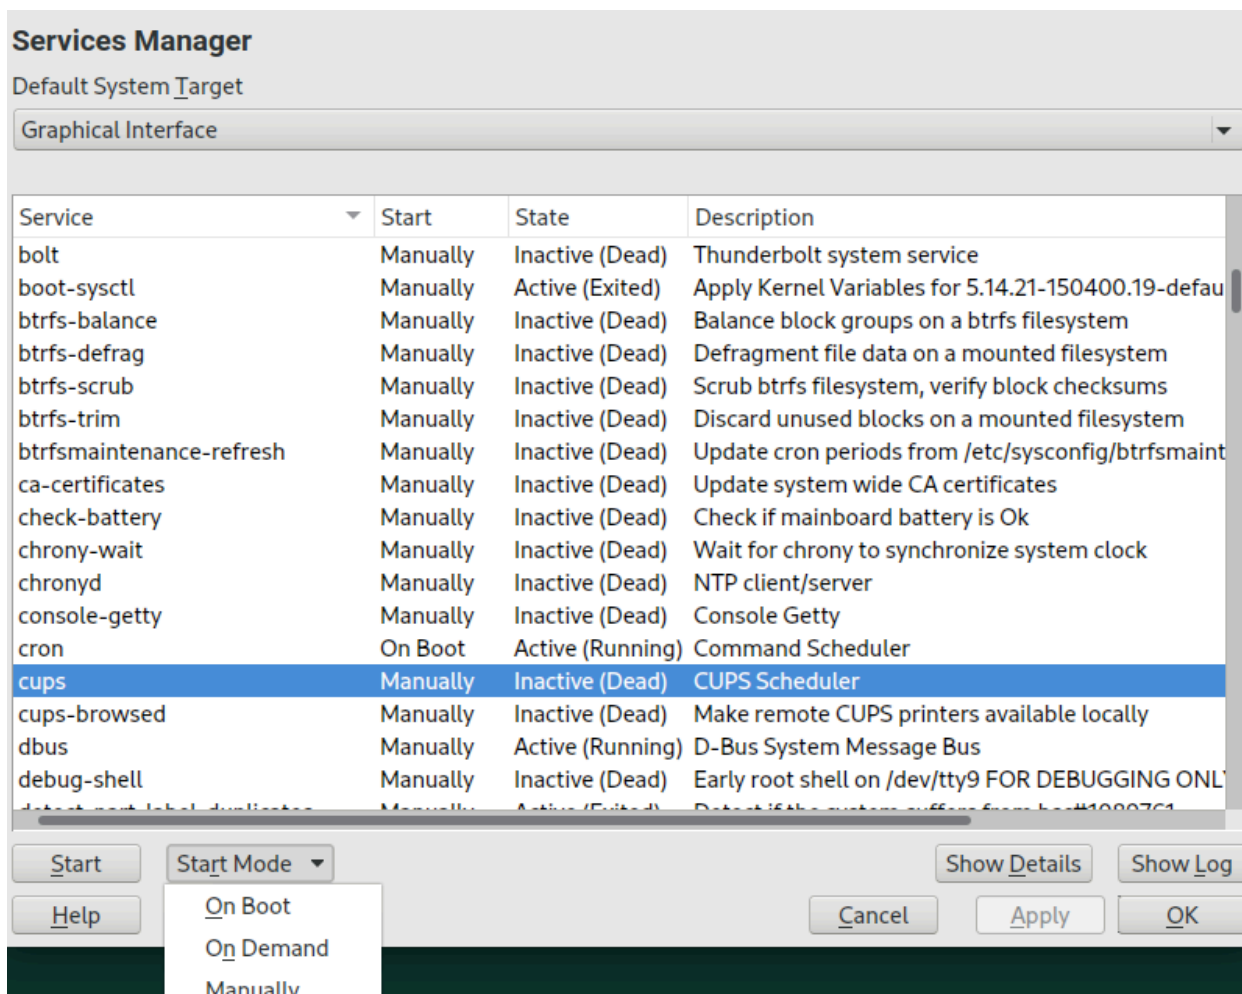 Services Manager
Default System Target
Graphical Interface
Service Start State Description
bolt Manually Inactive (Dead) Thunderbolt system service
boot-sysctl Manually Active (Exited) Apply Kernel Variables for 5.14.21-150400.19-defau
btrfs-balance Manually Inactive (Dead) Balance block groups on a btrfs filesystem
btrfs-defrag Manually Inactive (Dead) Defragment file data on a mounted filesystem
btrfs-scrub Manually Inactive (Dead) Scrub btrfs filesystem, verify block checksums
btrfs-trim Manually Inactive (Dead) Discard unused blocks on a mounted filesystem
btrfsmaintenance-refresh Manually Inactive (Dead) Update cron periods from /etc/sysconfig/btrfsmaint
ca-certificates Manually Inactive (Dead) Update system wide CA certificates
check-battery Manually Inactive (Dead) Check if mainboard battery is Ok
chrony-wait Manually Inactive (Dead) Wait for chrony to synchronize system clock
chronyd Manually Inactive (Dead) NTP client/server
console-getty Manually Inactive (Dead) Console Getty
cron On Boot Active (Running) Command Scheduler
cups Manually Inactive (Dead) CUPS Scheduler
cups-browsed Manually Inactive (Dead) Make remote CUPS printers available locally
dbus Manually Active (Running) D-Bus System Message Bus
debug-shell Manually Inactive (Dead) Early root shell on /dev/tty9 FOR DEBUGGING ONL
Start Start Mode Show Details Show Log
Help On Boot Cancel Apply OK
On Demand
Manually